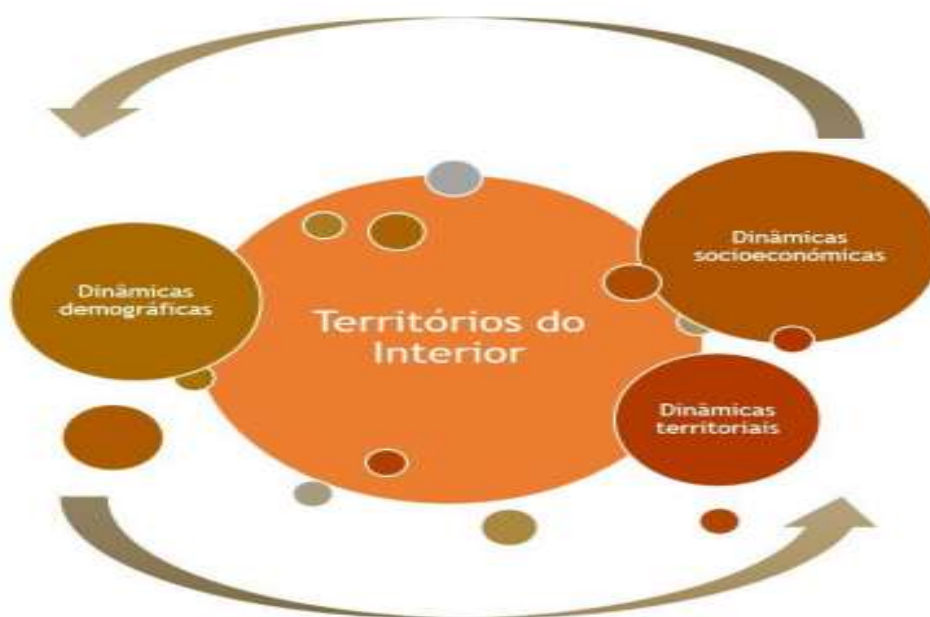 Dinâmicas
socioeconómicas
Dinâmicas
demográficas
Territórios do
Interior
Dinâmicas
territoriais